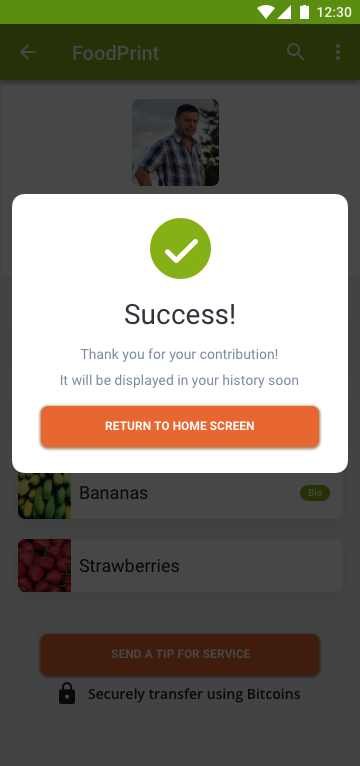 12:30
FoodPrint
Success!
Thank you for your contribution!
It will be displayed in your history soon
RETURN TO HOME SCREEN
Bananas
Bio
Strawberries
SEND A TIP FOR SERVICE
Securely transfer using Bitcoins